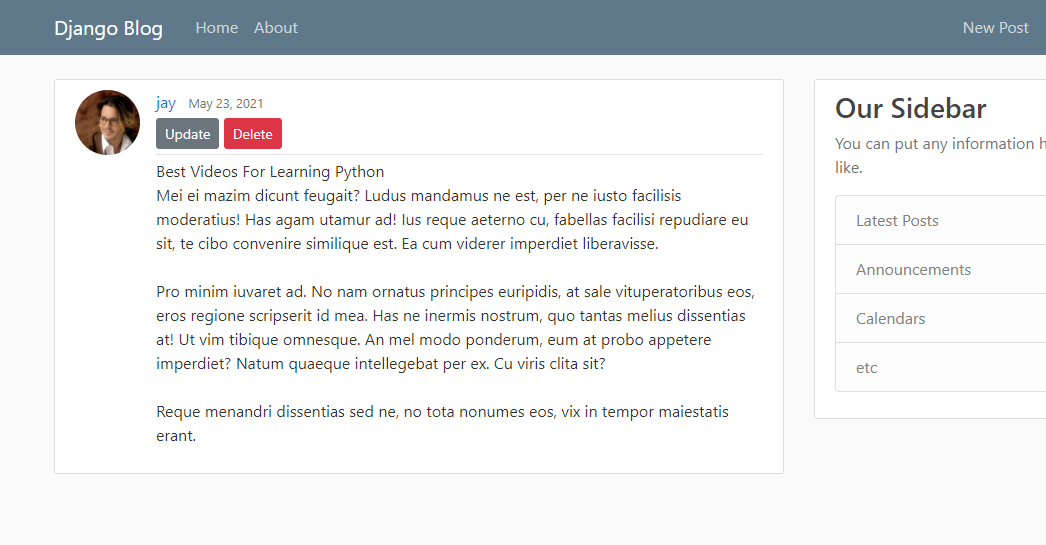 Django Blog Home About New Post
jay May 23, 2021
Update Delete
Best Videos For Learning Python
Mei ei mazim dicunt feugait? Ludus mandamus ne est, per ne iusto facilisis
moderatius! Has agam utamur ad! Ius reque aeterno cu, fabellas facilisi repudiare eu
sit, te cibo convenire similique est. Ea cum viderer imperdiet liberavisse.
Pro minim iuvaret ad. No nam ornatus principes euripidis, at sale vituperatoribus eos,
eros regione scripserit id mea. Has ne inermis nostrum, quo tantas melius dissentias
at! Ut vim tibique omnesque. An mel modo ponderum, eum at probo appetere
imperdiet? Natum quaeque intellegebat per ex. Cu viris clita sit?
Reque menandri dissentias sed ne, no tota nonumes eos, vix in tempor maiestatis
erant.
Our Sidebar
You can put any information
like.
Latest Posts
Announcements
Calendars
etc